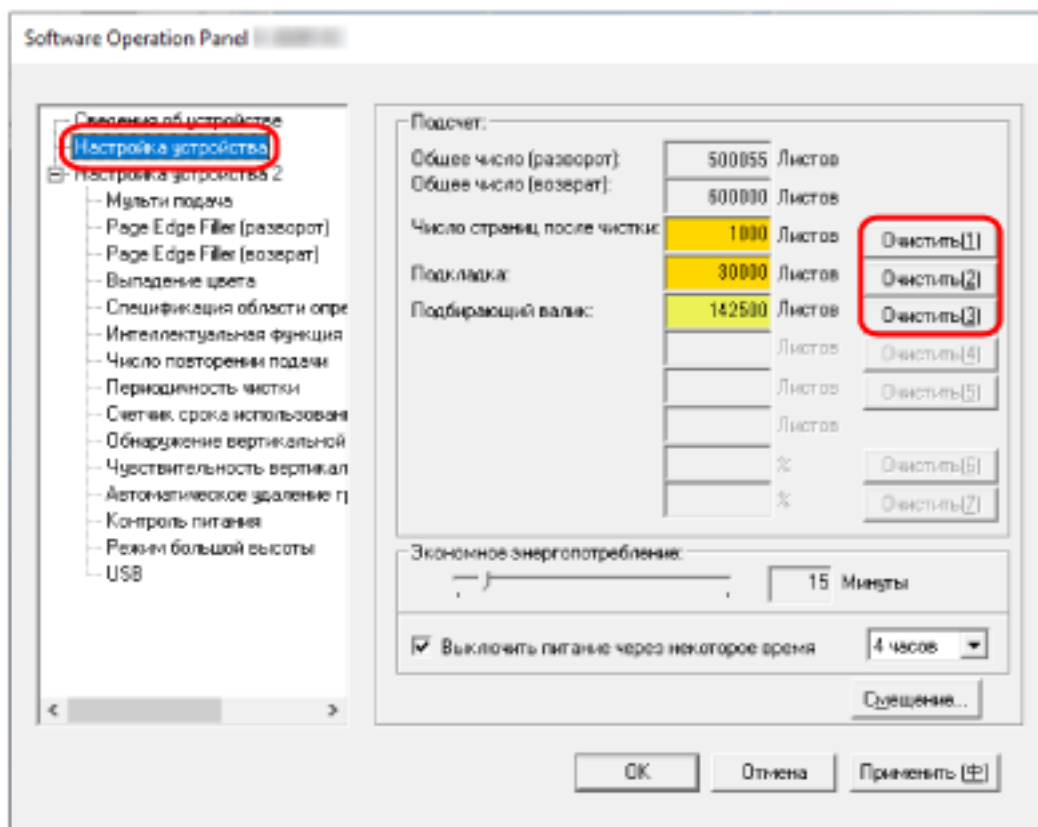 Software Operation Panel
Сведения об устройстве
Настройка устройства
Настройка устройства 2
Мульти подача
Page Edge Filler (разворот)
Page Edge Filler (возврат)
Выпадение цвета
Спецификация области опре
Интеллектуальная функция
Число повторении подачи
Периодичность чистки
Счетчик срока использован
Обнаружение вертикальной
Чувствительность вертикал
Автоматическое удаление гр
Контроль питания
Режим большой высоты
USB
Подсчет:
Общее число (разворот): 500055 Листов
Общее число (возврат): 600000 Листов
Число страниц после чистки: 1000 Листов Очистить(1)
Подкладка: 30000 Листов Очистить(2)
Подбирающий валик: 142500 Листов Очистить(3)
Листов Очистить(4)
Листов Очистить(5)
Листов
% Очистить(6)
% Очистить(7)
Экономное энергопотребление:
15 Минуты
Выключить питание через некоторое время 4 часов
Смещение...
OK Отмена Применить (中)